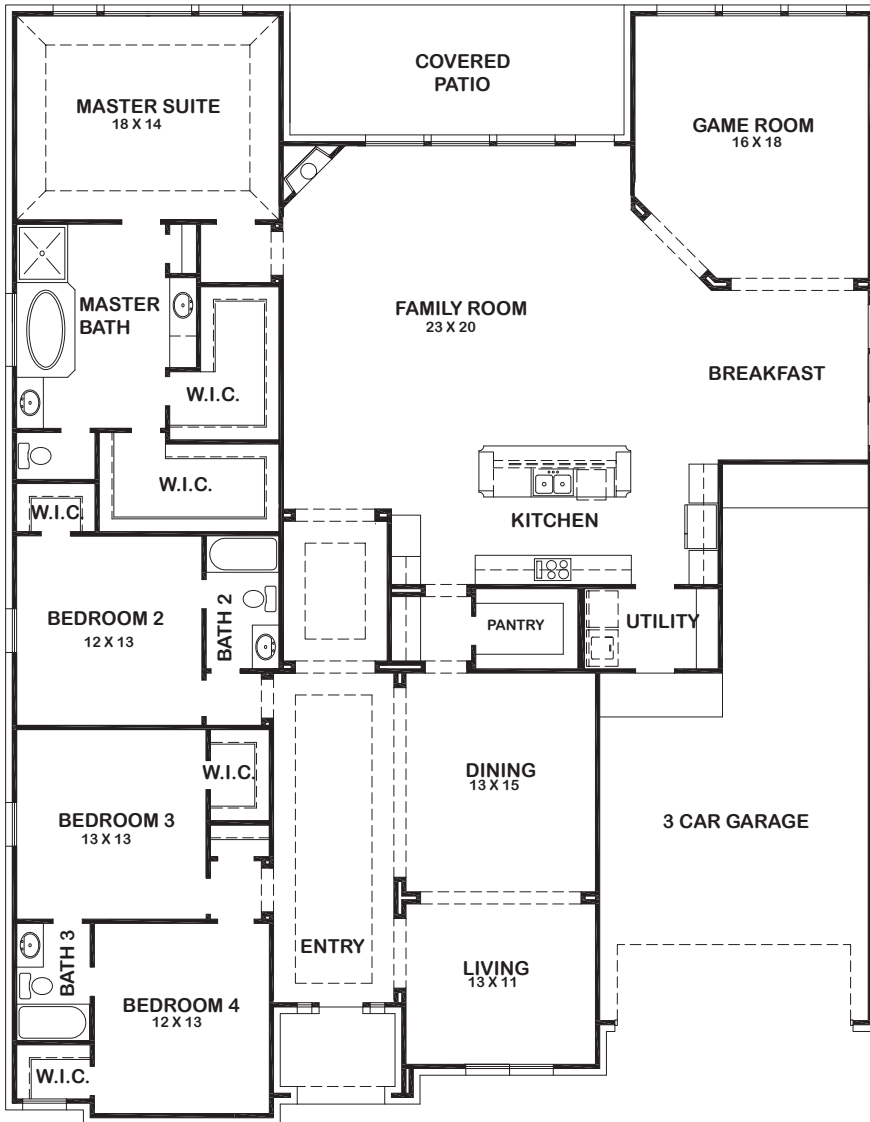 COVERED
PATIO
MASTER SUITE
18 X 14
GAME ROOM
16 X 18
MASTER
BATH
FAMILY ROOM
23 X 20
BREAKFAST
W.I.C.
W.I.C.
W.I.C.
KITCHEN
BEDROOM 2
12 X 13
BATH 2
PANTRY
UTILITY
W.I.C.
DINING
13 X 15
BEDROOM 3
13 X 13
3 CAR GARAGE
BATH 3
ENTRY
LIVING
13 X 11
BEDROOM 4
12 X 13
W.I.C.